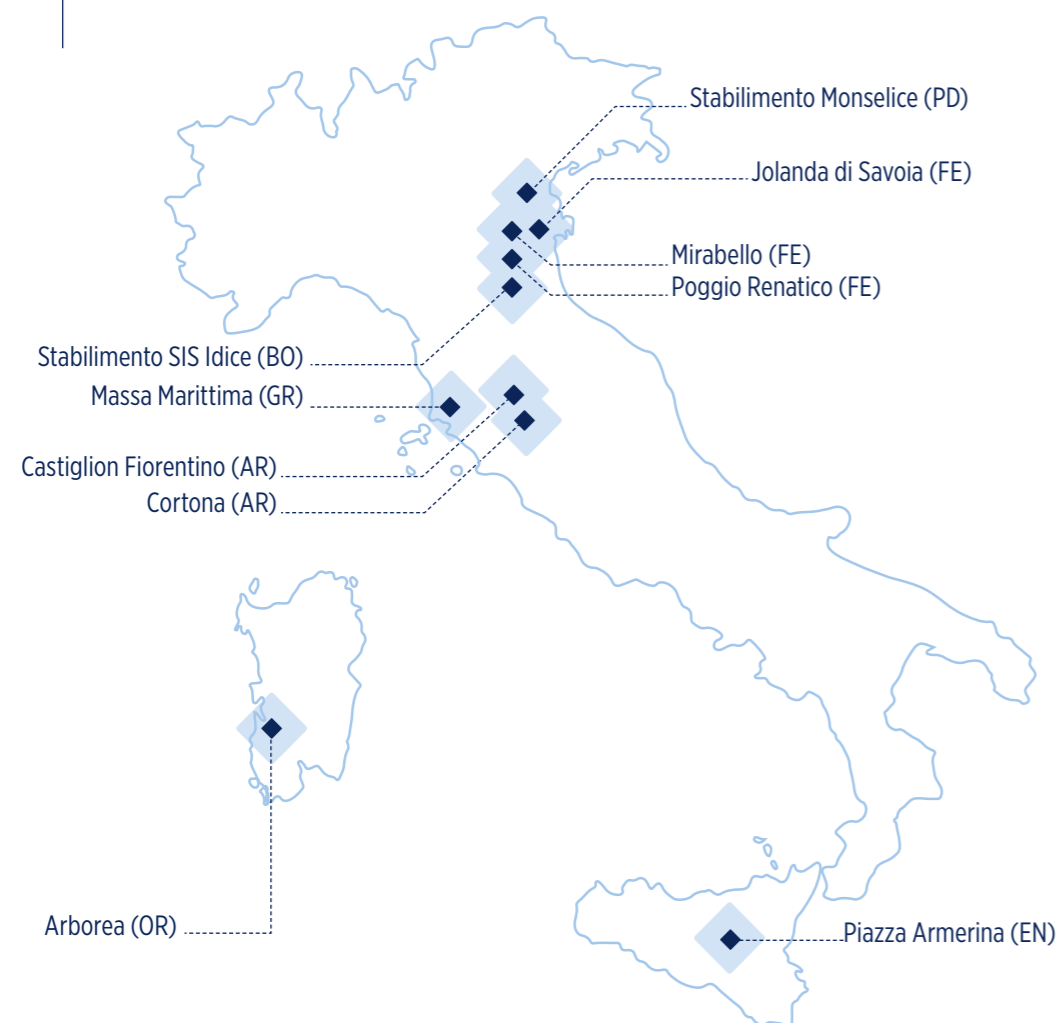 Stabilimento Monselice (PD)
Jolanda di Savoia (FE)
Mirabello (FE)
Poggio Renatico (FE)
Stabilimento SIS Idice (BO)
Massa Marittima (GR)
Castiglion Fiorentino (AR)
Cortona (AR)
Arborea (OR)
Piazza Armerina (EN)